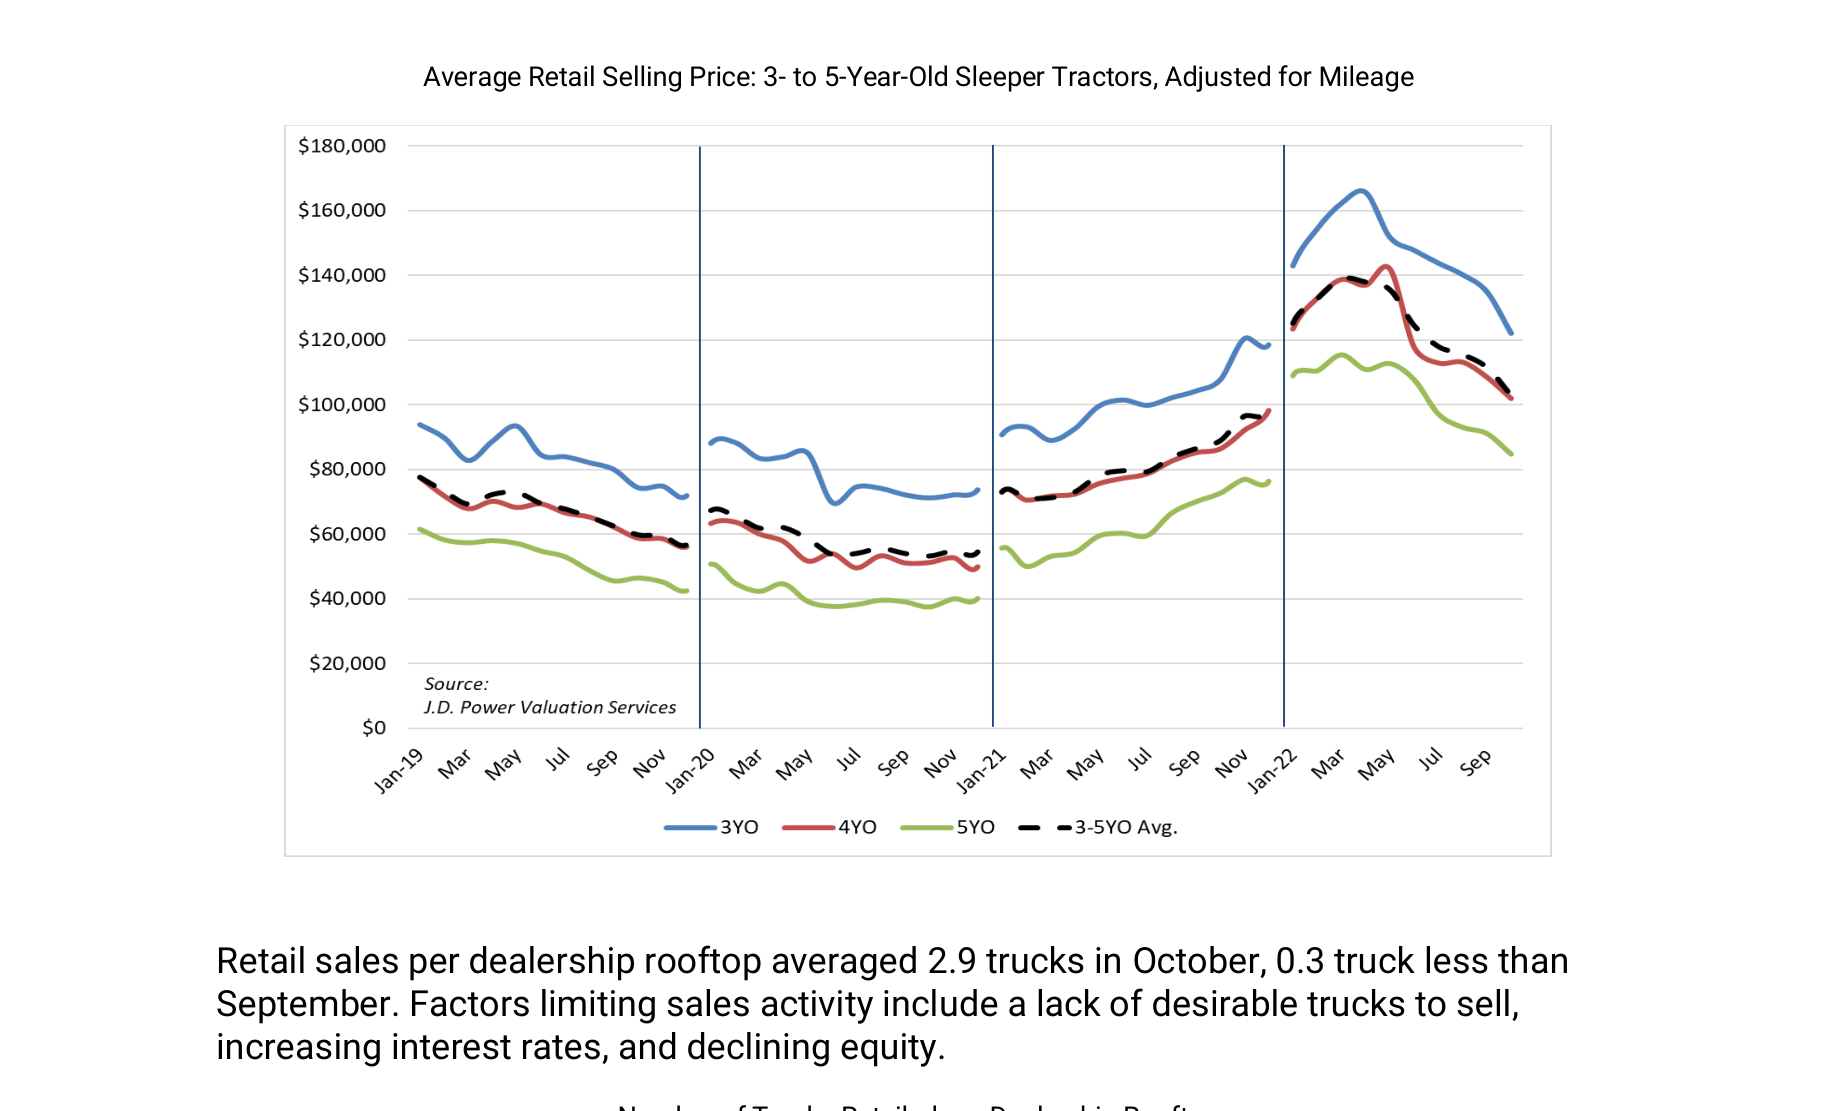 Average Retail Selling Price: 3- to 5-Year-Old Sleeper Tractors, Adjusted for Mileage
$180,000
$160,000
$140,000
$120,000
$100,000
$80,000
$60,000
$40,000
$20,000
$0
Source:
J.D. Power Valuation Services
Jan-19 Mar May Jul Sep Nov Jan-20 Mar May Jul Sep Nov Jan-21 Mar May Jul Sep Nov Jan-22 Mar May Jul Sep
3YO 4YO 5YO 3-5YO Avg.
Retail sales per dealership rooftop averaged 2.9 trucks in October, 0.3 truck less than
September. Factors limiting sales activity include a lack of desirable trucks to sell,
increasing interest rates, and declining equity.